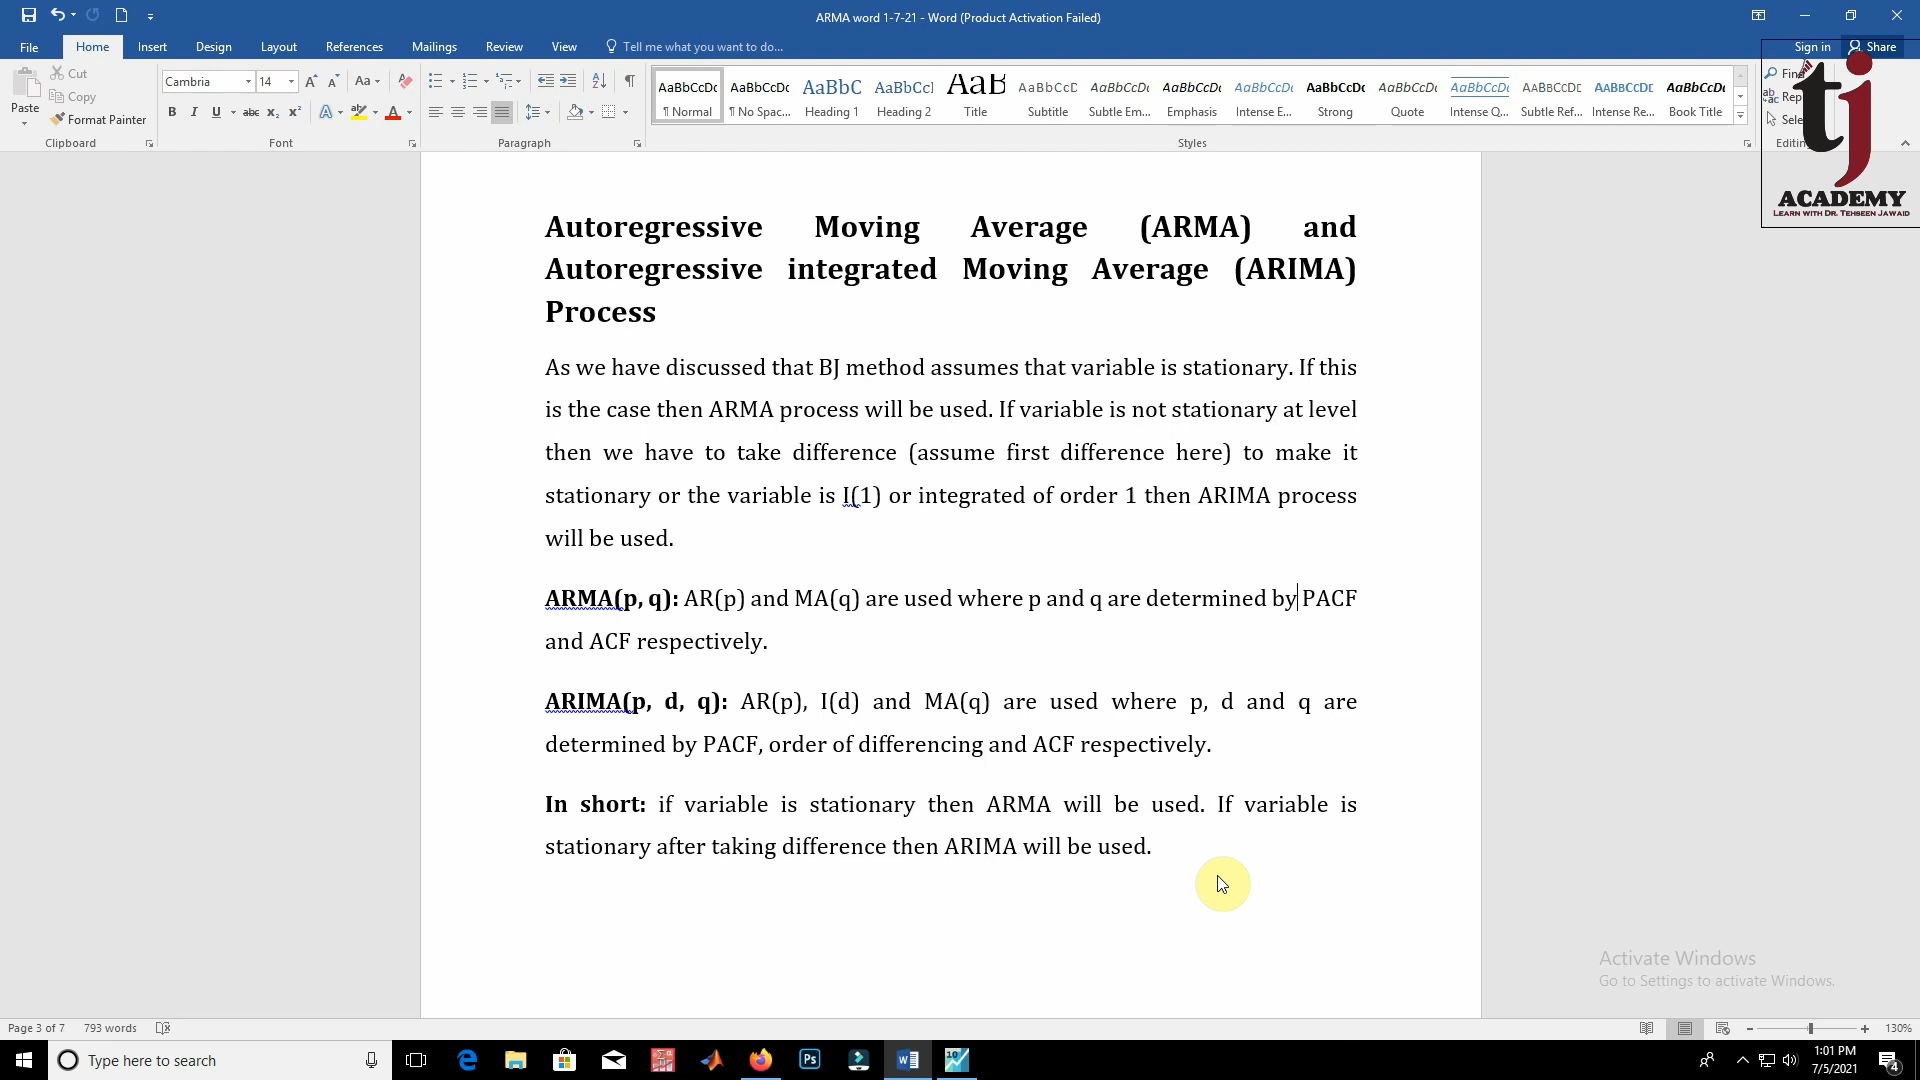 ARMA word 1-7-21 - Word (Product Activation Failed)
File Home Insert Design Layout References Mailings Review View Tell me what you want to do... Sign in Share
Paste Cut Copy Format Painter
Cambria 14
AaBbCcDc AaBbCcDc AaBbC AaBbCcI AaB AaBbCcD AaBbCcDt AaBbCcDt AaBbCcDt AaBbCcDc AaBbCcDt AaBbCcDt AABBCCDE AABBCCDE AaBbCcDt
¶ Normal ¶ No Spac... Heading 1 Heading 2 Title Subtitle Subtle Em... Emphasis Intense E... Strong Quote Intense Q... Subtle Ref... Intense Re... Book Title
Clipboard Font Paragraph Styles
tj
ACADEMY
LEARN WITH DR. TEHSEEN JAWAID
Autoregressive Moving Average (ARMA) and
Autoregressive integrated Moving Average (ARIMA)
Process
As we have discussed that BJ method assumes that variable is stationary. If this
is the case then ARMA process will be used. If variable is not stationary at level
then we have to take difference (assume first difference here) to make it
stationary or the variable is I(1) or integrated of order 1 then ARIMA process
will be used.
ARMA(p, q): AR(p) and MA(q) are used where p and q are determined by PACF
and ACF respectively.
ARIMA(p, d, q): AR(p), I(d) and MA(q) are used where p, d and q are
determined by PACF, order of differencing and ACF respectively.
In short: if variable is stationary then ARMA will be used. If variable is
stationary after taking difference then ARIMA will be used.
Activate Windows
Go to Settings to activate Windows.
Page 3 of 7 793 words 130%
Type here to search
1:01 PM
7/5/2021